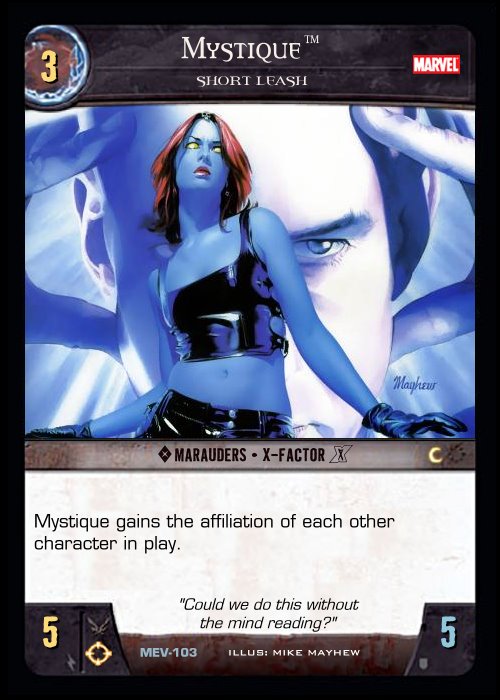 Mystique™
3
SHORT LEASH
MARVEL
Mayhew
MARAUDERS • X-FACTOR X
C
Mystique gains the affiliation of each other
character in play.
"Could we do this without
the mind reading?"
5
5
MEV-103 ILLUS: MIKE MAYHEW